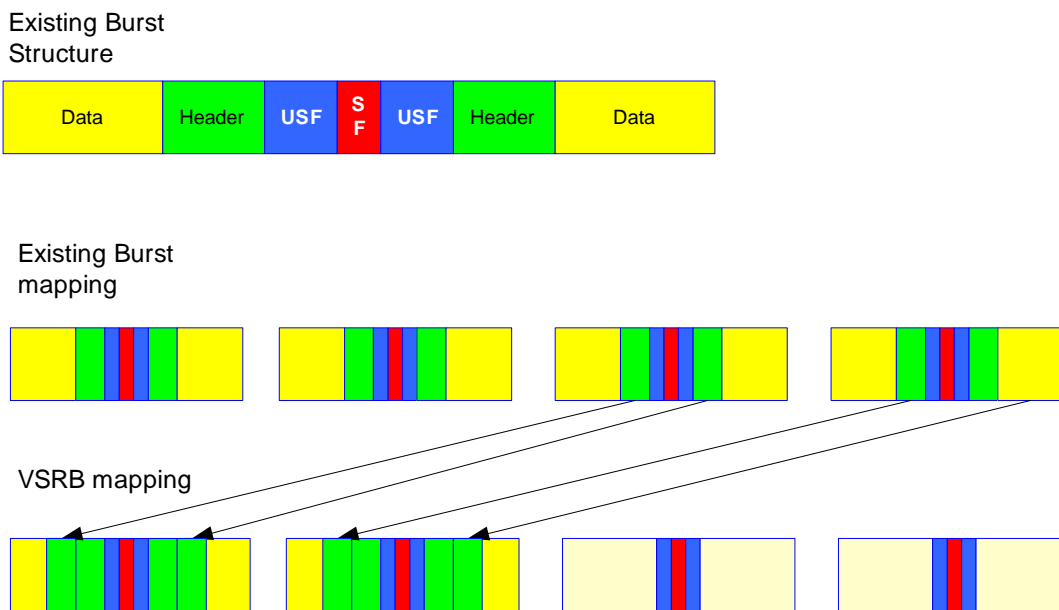 Existing Burst
Structure
Data Header USF S F USF Header Data
Existing Burst
mapping
VSRB mapping